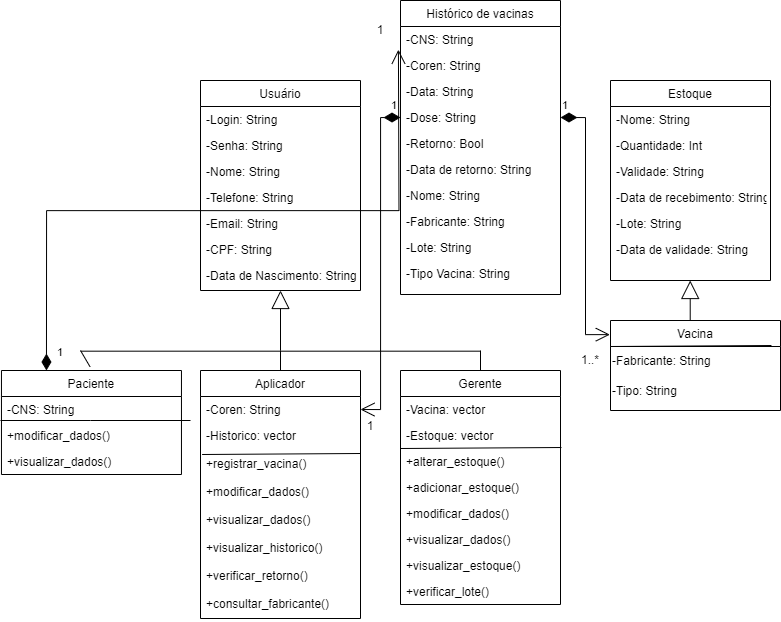 Histórico de vacinas
-CNS: String
-Coren: String
-Data: String
-Dose: String
-Retorno: Bool
-Data de retorno: String
-Nome: String
-Fabricante: String
-Lote: String
-Tipo Vacina: String
1
1
1
Usuário
-Login: String
-Senha: String
-Nome: String
-Telefone: String
-Email: String
-CPF: String
-Data de Nascimento: String
Estoque
-Nome: String
-Quantidade: Int
-Validade: String
-Data de recebimento: String
-Lote: String
-Data de validade: String
1
1..*
Vacina
-Fabricante: String
-Tipo: String
Paciente
-CNS: String
+modificar_dados()
+visualizar_dados()
Aplicador
-Coren: String
-Historico: vector
+registrar_vacina()
+modificar_dados()
+visualizar_dados()
+visualizar_historico()
+verificar_retorno()
+consultar_fabricante()
1
Gerente
-Vacina: vector
-Estoque: vector
+alterar_estoque()
+adicionar_estoque()
+modificar_dados()
+visualizar_dados()
+visualizar_estoque()
+verificar_lote()